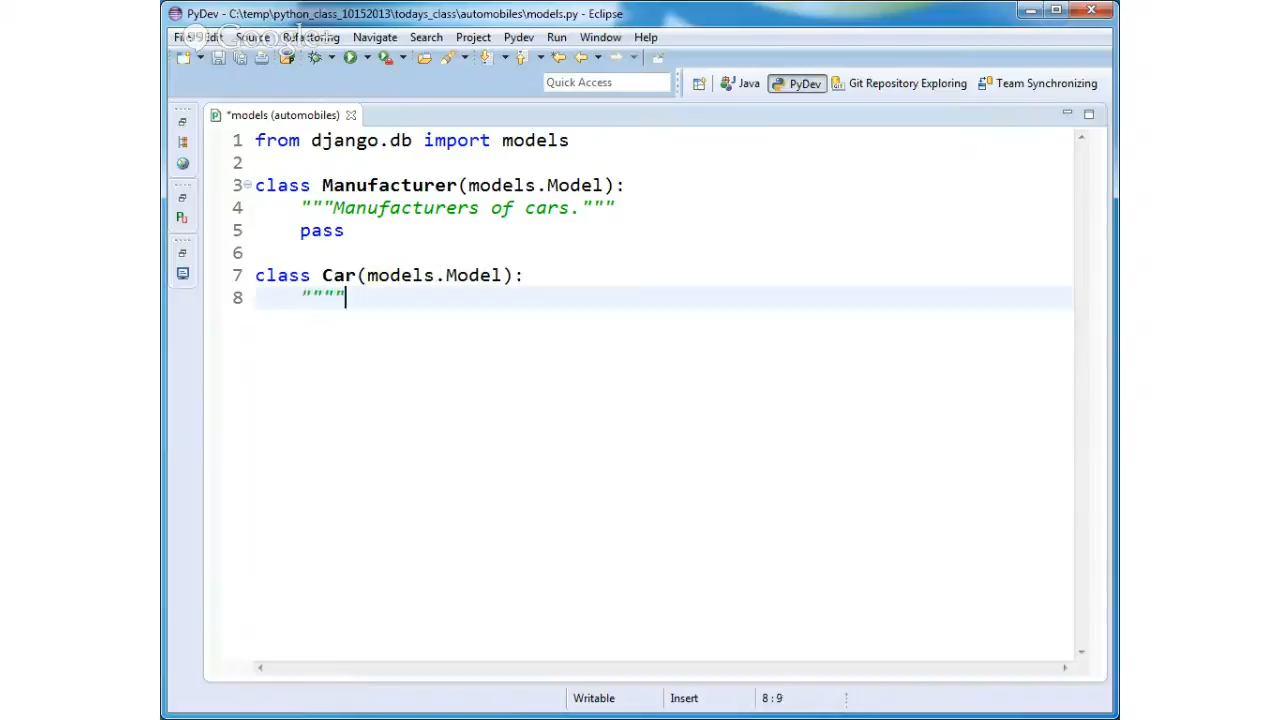 PyDev - C:\temp\python_class_10152013\todays_class\automobiles\models.py - Eclipse
File Edit Source Refactoring Navigate Search Project Pydev Run Window Help
Google+
Quick Access
Java PyDev Git Repository Exploring Team Synchronizing
*models (automobiles)
1 from django.db import models
2
3 class Manufacturer(models.Model):
4 """Manufacturers of cars."""
5 pass
6
7 class Car(models.Model):
8 """"
Writable Insert 8 : 9